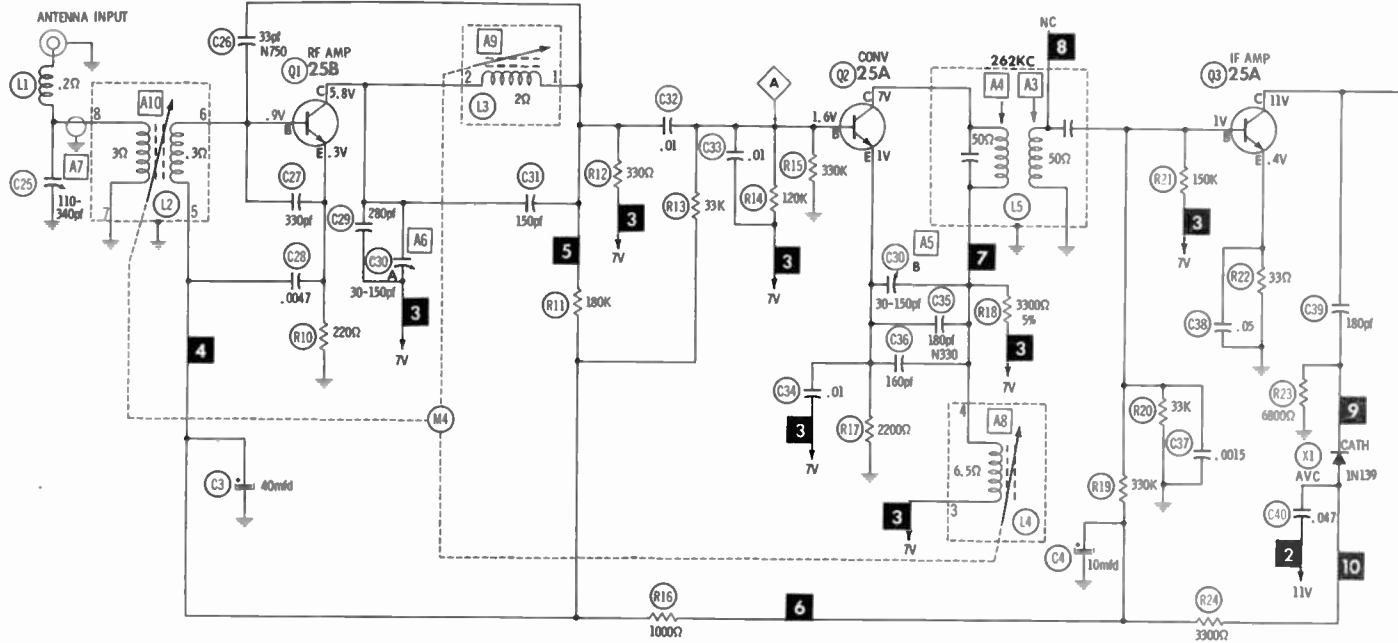 ANTENNA INPUT
L1
.2Ω
8
A10
6
3Ω
.3Ω
A7
C25
110-
340pf
7
L2
5
C26
33pf
N750
RF AMP
Q1 25B
C 5.8V
.9V
B
E
.3V
C27
330pf
C28
.0047
R10
220Ω
C29
280pf
A6
C30
A
30-150pf
3
7V
4
C3
40mfd
M4
A9
2
1
L3
2Ω
C31
150pf
5
R11
180K
R12
330Ω
3
7V
C32
.01
R13
33K
C33
.01
A
R14
120K
3
7V
R15
330K
CONV
Q2 25A
C
7V
1.6V
B
E
1V
A5
C30
B
30-150pf
C35
180pf
N330
C36
160pf
C34
.01
3
7V
R17
2200Ω
262KC
A4
A3
50Ω
50Ω
L5
NC
8
7
R18
3300Ω
5%
3
7V
4
A8
6.5Ω
3
L4
3
7V
IF AMP
Q3 25A
C
11V
1V
B
E
.4V
R21
150K
3
7V
R22
33Ω
C38
.05
C39
180pf
R23
6800Ω
9
CATH
X1
AVC
1N139
C40
.047
2
11V
10
R20
33K
C37
.0015
R19
330K
C4
10mfd
R16
1000Ω
6
R24
3300Ω